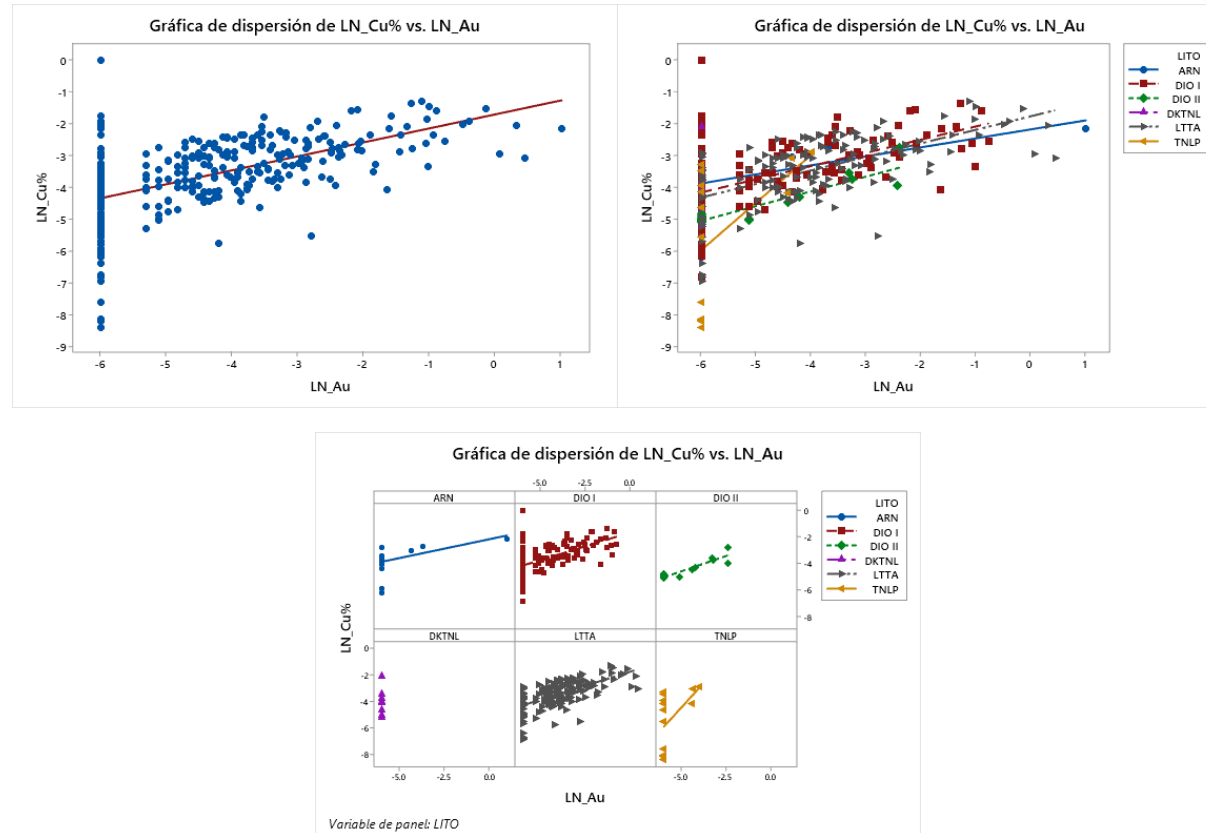 Gráfica de dispersión de LN_Cu% vs. LN_Au
0
-1
-2
-3
-4
-5
-6
-7
-8
-9
LN_Cu%
-6 -5 -4 -3 -2 -1 0 1
LN_Au
Gráfica de dispersión de LN_Cu% vs. LN_Au
0
-1
-2
-3
-4
-5
-6
-7
-8
-9
LN_Cu%
-6 -5 -4 -3 -2 -1 0 1
LN_Au
LITO
ARN
DIO I
DIO II
DKTNL
LTTA
TNLP
Gráfica de dispersión de LN_Cu% vs. LN_Au
-5.0 -2.5 0.0
ARN DIO I DIO II
0
-2
-4
-6
-8
LN_Cu%
DKTNL LTTA TNLP
0
-2
-4
-6
-8
-5.0 -2.5 0.0 -5.0 -2.5 0.0
LN_Au
Variable de panel: LITO
LITO
ARN
DIO I
DIO II
DKTNL
LTTA
TNLP